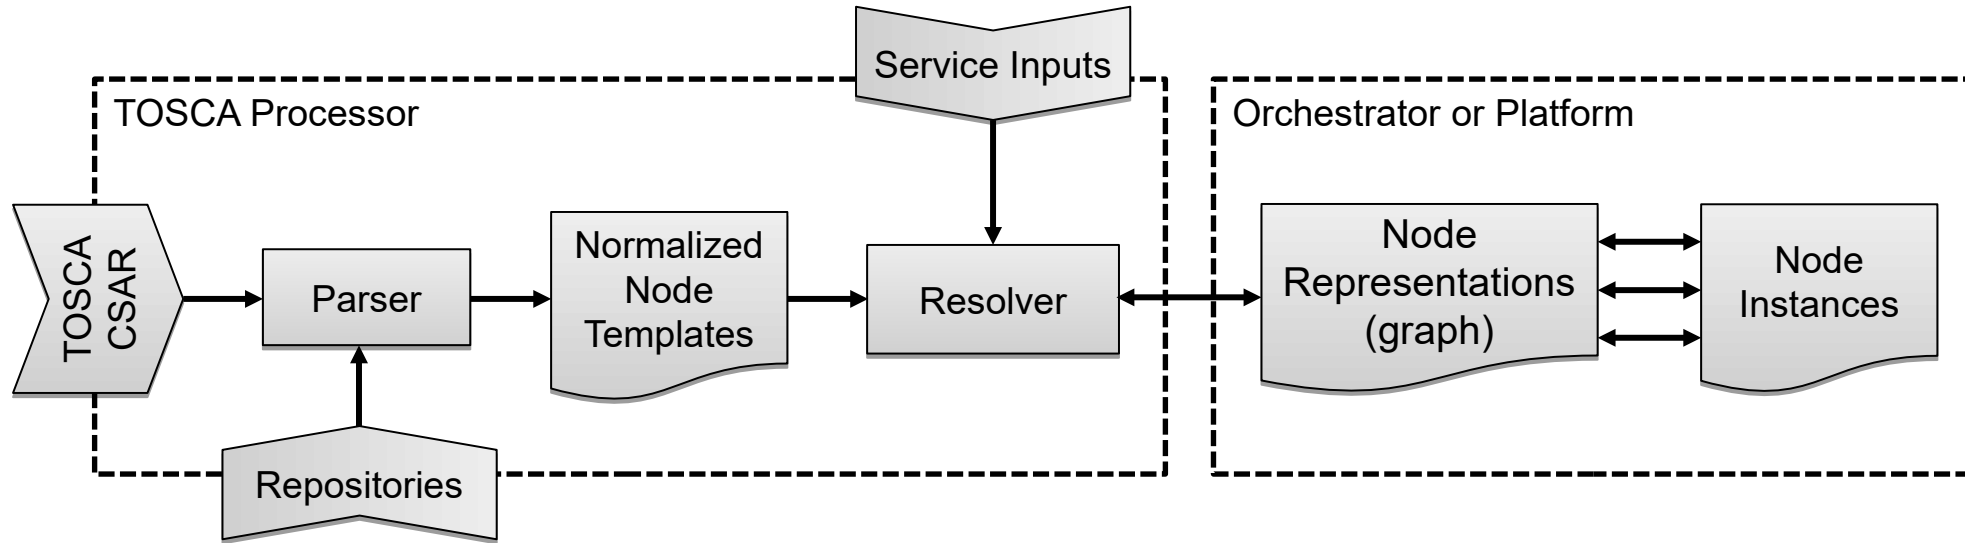 Service Inputs
TOSCA Processor
Orchestrator or Platform
TOSCA
CSAR
Parser
Normalized
Node
Templates
Resolver
Node
Representations
(graph)
Node
Instances
Repositories